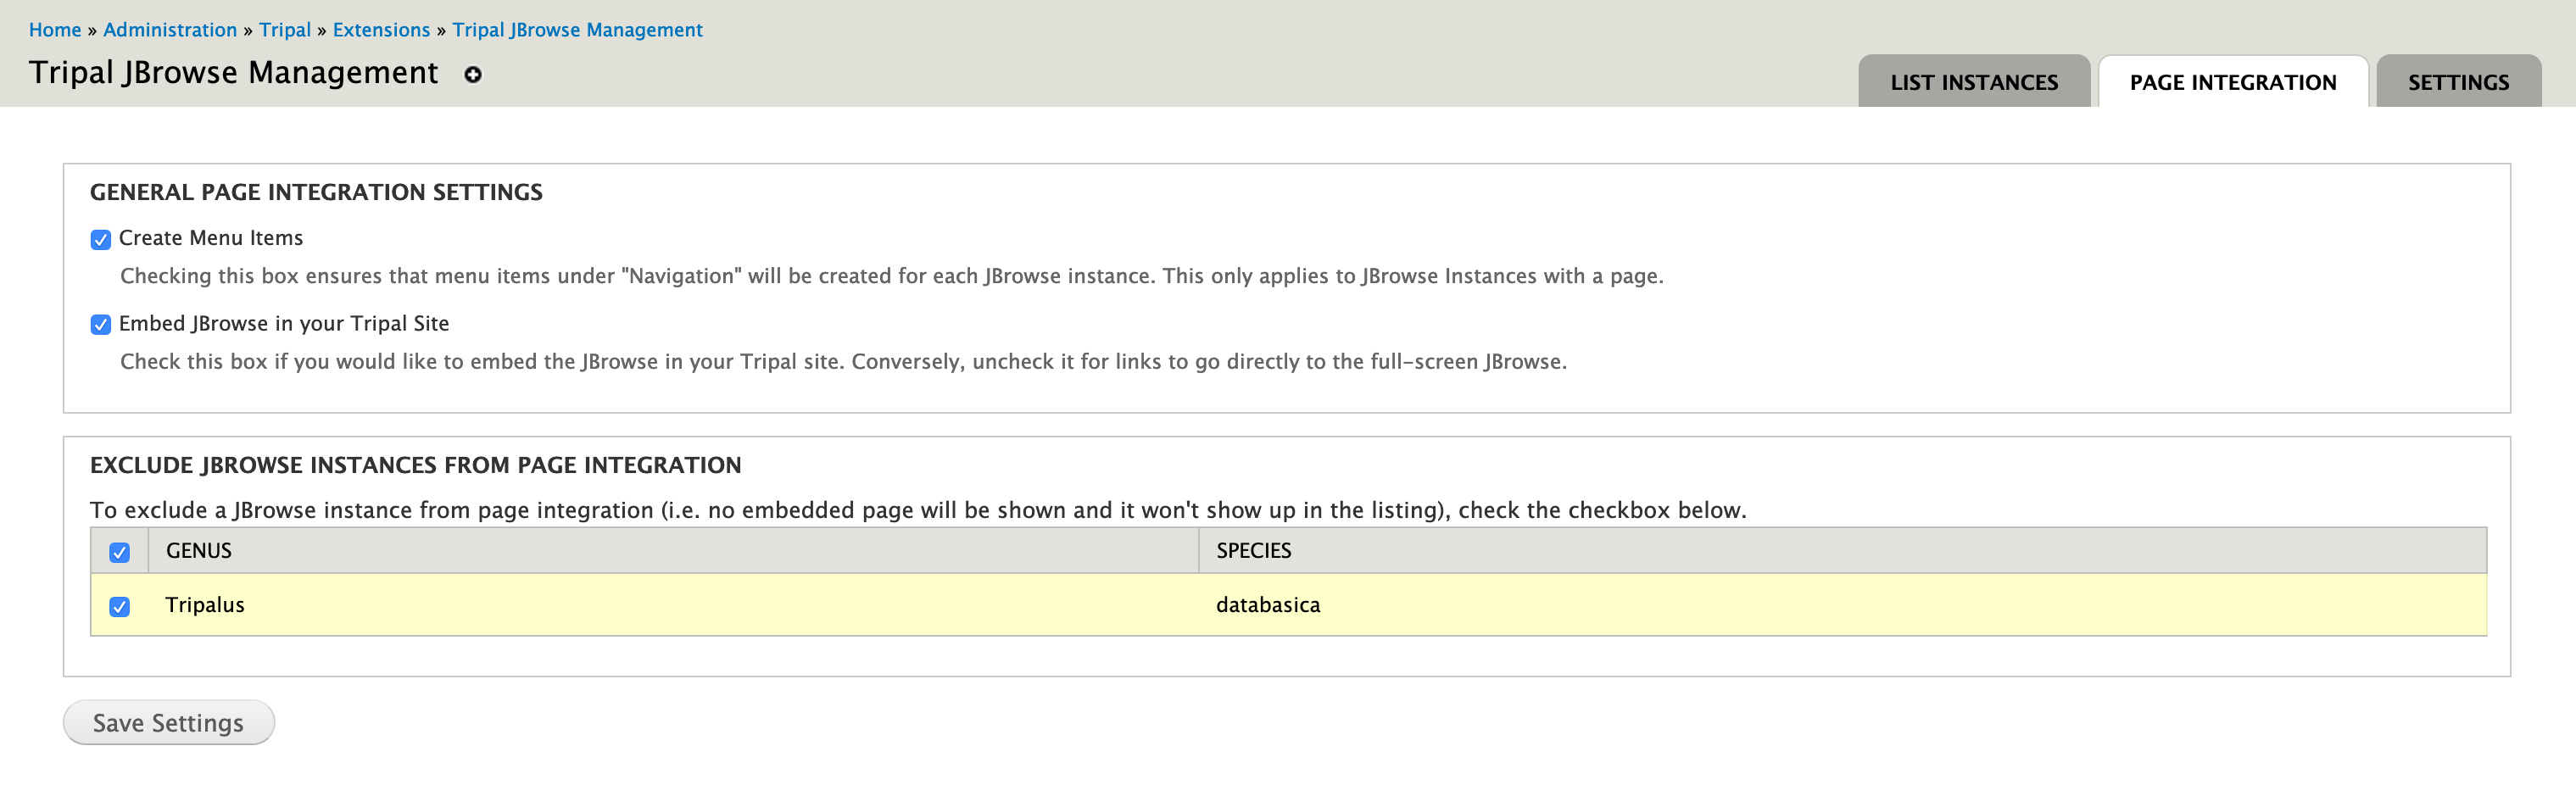 Home » Administration » Tripal » Extensions » Tripal JBrowse Management
Tripal JBrowse Management
LIST INSTANCES
PAGE INTEGRATION
SETTINGS
GENERAL PAGE INTEGRATION SETTINGS
Create Menu Items
Checking this box ensures that menu items under "Navigation" will be created for each JBrowse instance. This only applies to JBrowse Instances with a page.
Embed JBrowse in your Tripal Site
Check this box if you would like to embed the JBrowse in your Tripal site. Conversely, uncheck it for links to go directly to the full-screen JBrowse.
EXCLUDE JBROWSE INSTANCES FROM PAGE INTEGRATION
To exclude a JBrowse instance from page integration (i.e. no embedded page will be shown and it won't show up in the listing), check the checkbox below.
GENUS SPECIES
Tripalus databasica
Save Settings